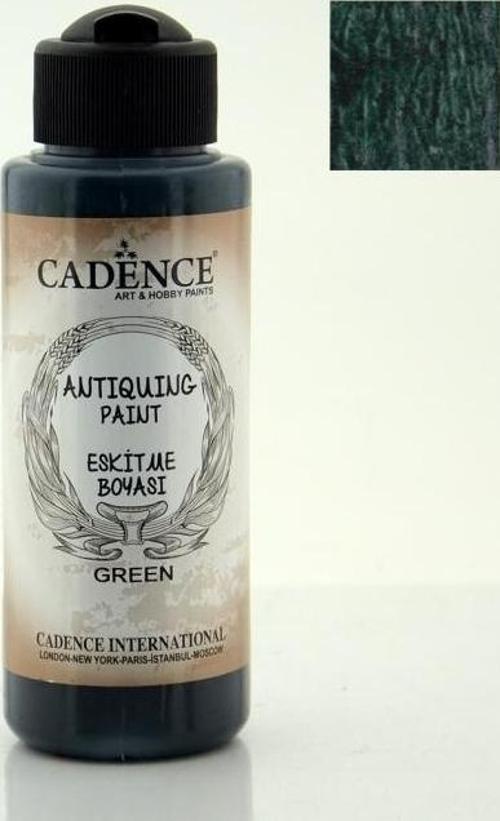 CADENCE®
ART & HOBBY PAINTS
ANTIQUING
PAINT
ESKİTME
BOYASI
GREEN
CADENCE INTERNATIONAL
LONDON-NEW YORK-PARIS-İSTANBUL-MOSCOW